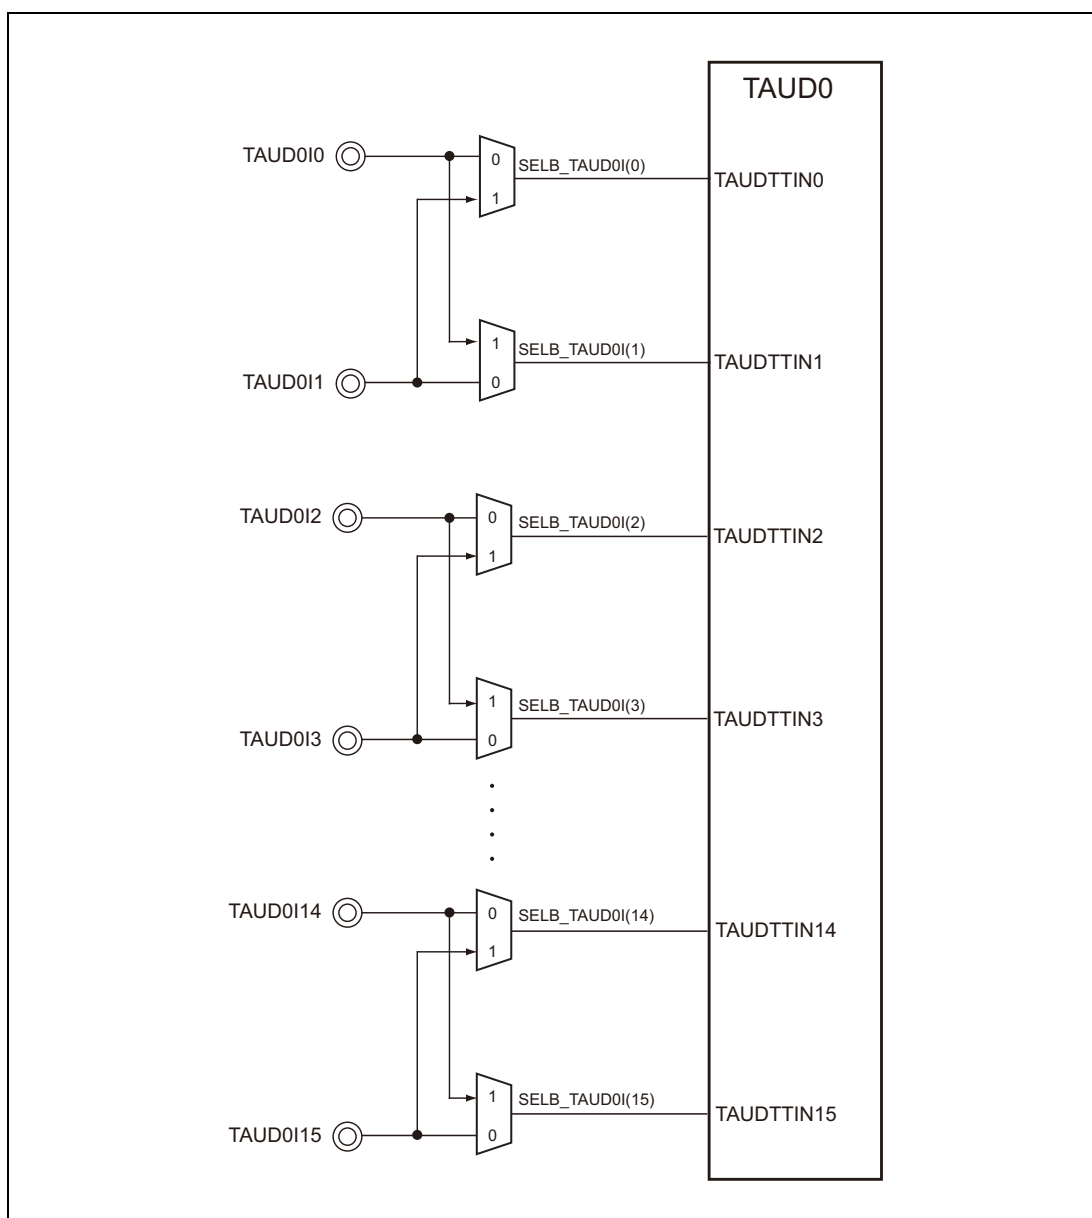 TAUD0
TAUD0I0
0
SELB_TAUD0I(0)
TAUDTTIN0
1
1
SELB_TAUD0I(1)
TAUDTTIN1
TAUD0I1
0
TAUD0I2
0
SELB_TAUD0I(2)
TAUDTTIN2
1
1
SELB_TAUD0I(3)
TAUDTTIN3
TAUD0I3
0
TAUD0I14
0
SELB_TAUD0I(14)
TAUDTTIN14
1
1
SELB_TAUD0I(15)
TAUDTTIN15
TAUD0I15
0